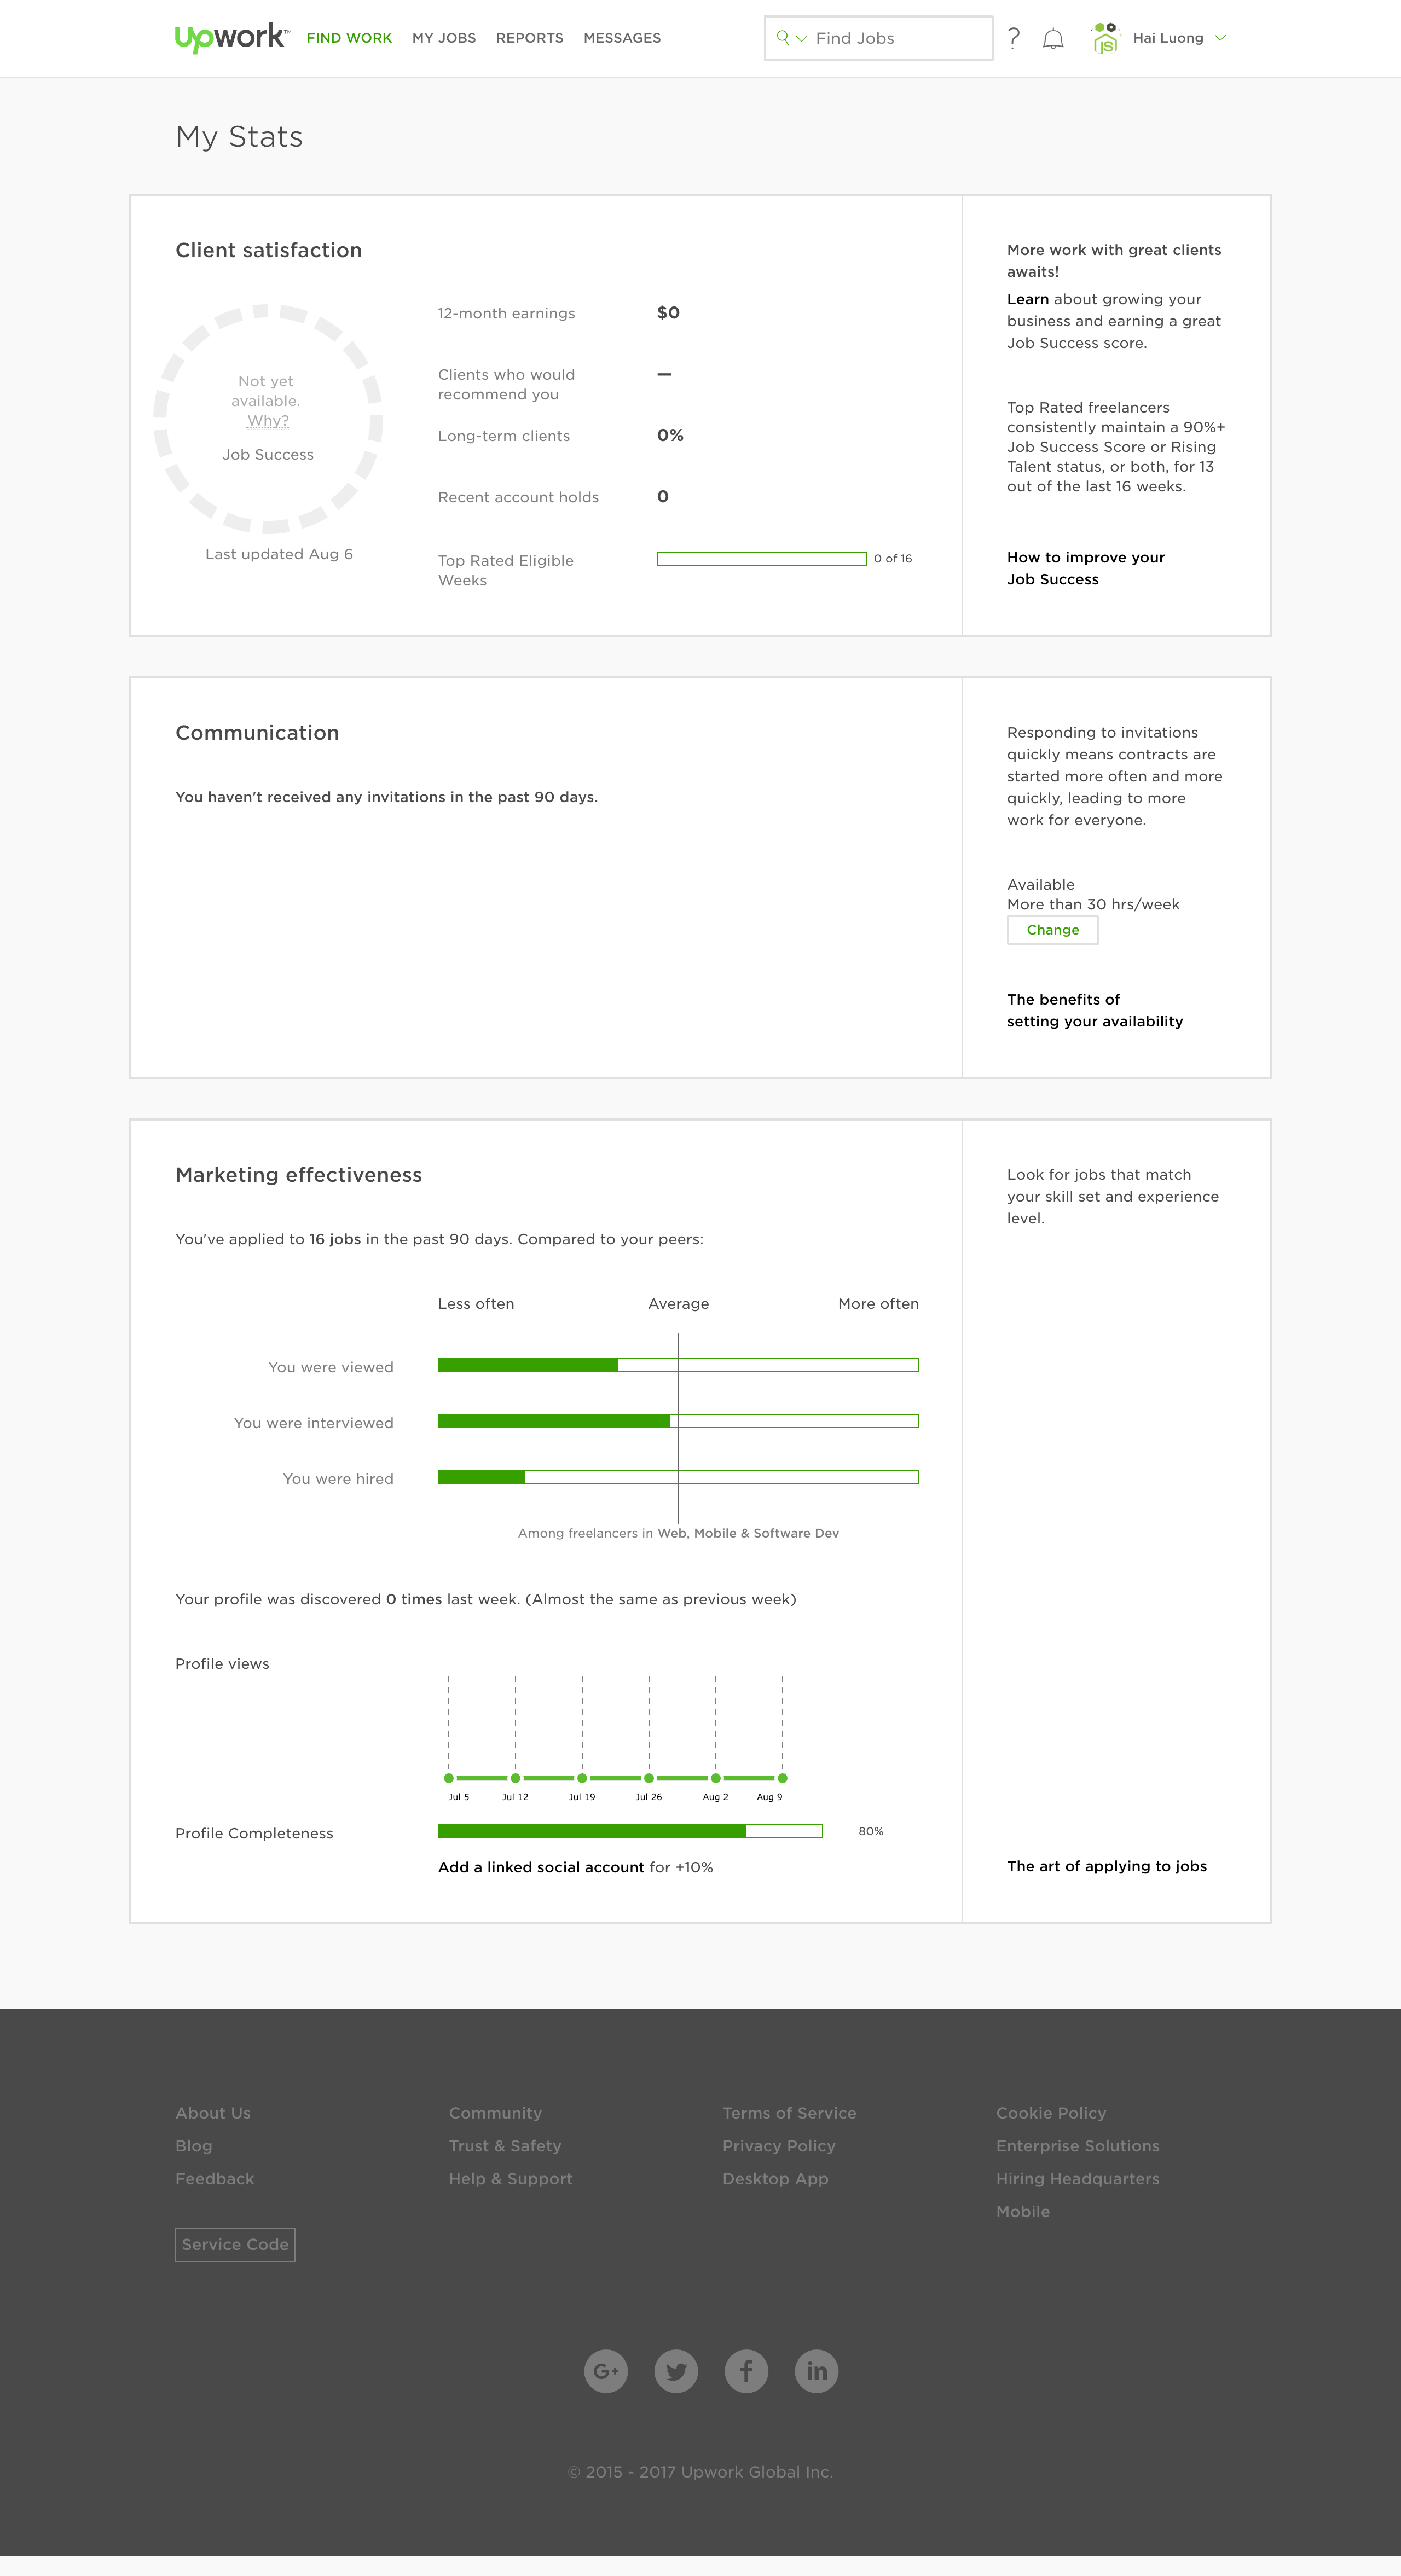 Upwork™ FIND WORK MY JOBS REPORTS MESSAGES Find Jobs ? Hai Luong
My Stats
Client satisfaction
Not yet
available.
Why?
Job Success
Last updated Aug 6
12-month earnings $0
Clients who would
recommend you —
Long-term clients 0%
Recent account holds 0
Top Rated Eligible
Weeks 0 of 16
More work with great clients
awaits!
Learn about growing your
business and earning a great
Job Success score.
Top Rated freelancers
consistently maintain a 90%+
Job Success Score or Rising
Talent status, or both, for 13
out of the last 16 weeks.
How to improve your
Job Success
Communication
You haven't received any invitations in the past 90 days.
Responding to invitations
quickly means contracts are
started more often and more
quickly, leading to more
work for everyone.
Available
More than 30 hrs/week
Change
The benefits of
setting your availability
Marketing effectiveness
You've applied to 16 jobs in the past 90 days. Compared to your peers:
Less often Average More often
You were viewed
You were interviewed
You were hired
Among freelancers in Web, Mobile & Software Dev
Your profile was discovered 0 times last week. (Almost the same as previous week)
Profile views
Jul 5 Jul 12 Jul 19 Jul 26 Aug 2 Aug 9
Profile Completeness 80%
Add a linked social account for +10%
Look for jobs that match
your skill set and experience
level.
The art of applying to jobs
About Us Community Terms of Service Cookie Policy
Blog Trust & Safety Privacy Policy Enterprise Solutions
Feedback Help & Support Desktop App Hiring Headquarters
Mobile
Service Code
G+ f in
© 2015 - 2017 Upwork Global Inc.